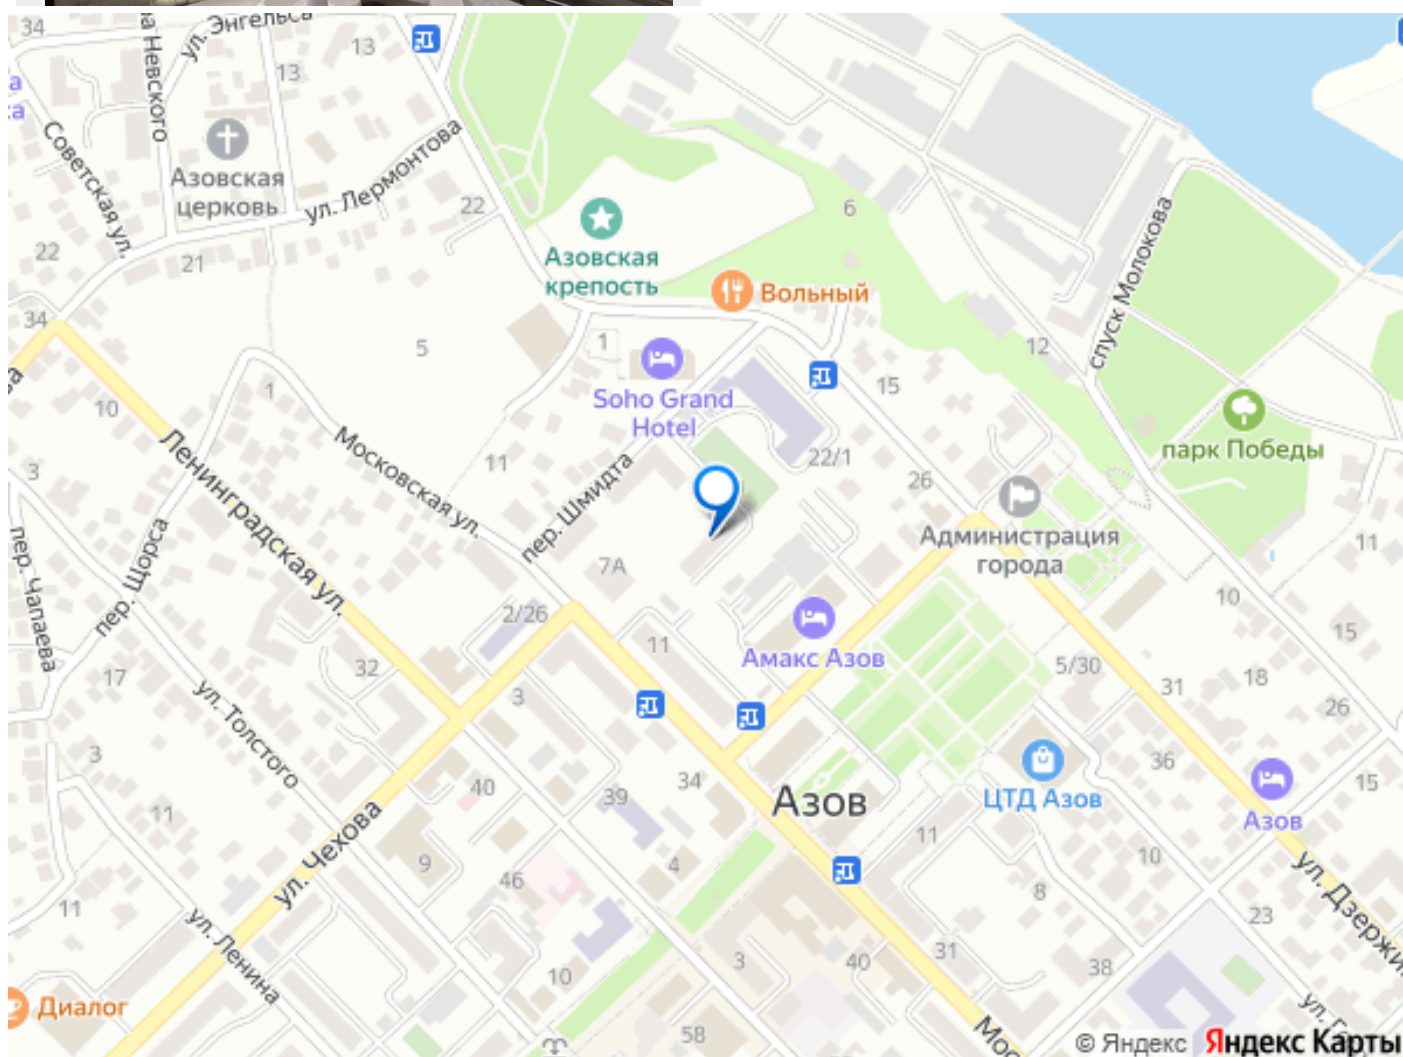 34
ул. Энгельса
13
13
Невского
Советская ул.
Азовская
церковь
ул. Лермонтова
22
22
21
34
6
Азовская
крепость
Вольный
спуск Молокова
12
1
5
Soho Grand
Hotel
15
1
10
парк Победы
Ленинградская ул.
Московская ул.
11
пер. Шмидта
22/1
26
Администрация
города
3
пер. Чапаева
пер. Щорса
11
7А
2/26
10
15
11
Амакс Азов
5/30
32
17
ул. Толстого
3
31
18
26
3
36
15
40
39
34
Азов
ЦТД Азов
Азов
11
ул. Чехова
9
46
4
11
10
8
ул. Дзержи
11
ул. Ленина
23
10
3
40
31
38
Диалог
58
Мос
ул. Г
© Яндекс Яндекс Карты